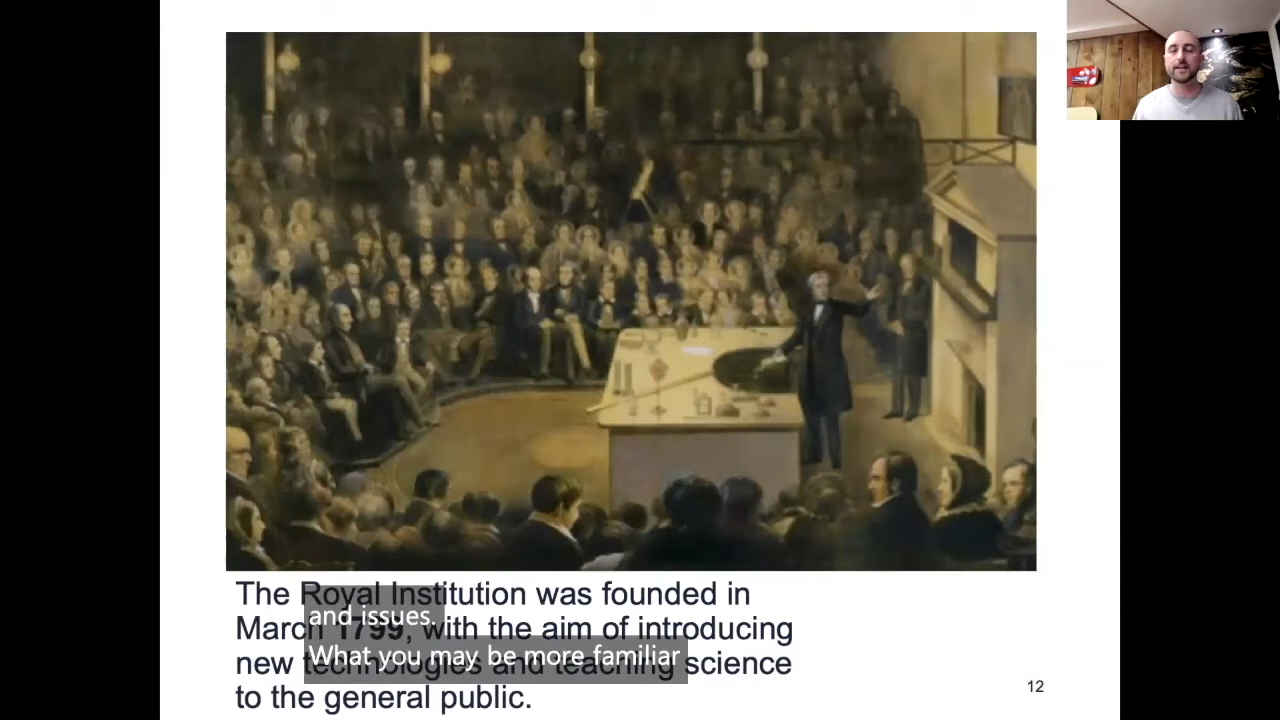 The Royal Institution was founded in
March 1799, with the aim of introducing
new technologies and teaching science
to the general public.
and issues.
What you may be more familiar
12